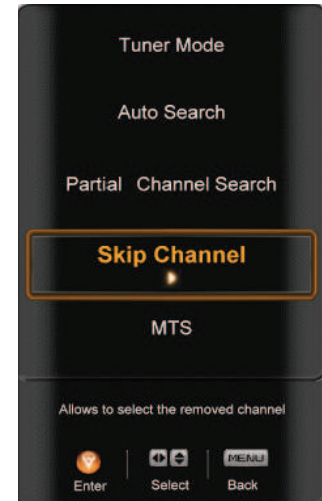 Tuner Mode
Auto Search
Partial Channel Search
Skip Channel
MTS
Allows to select the removed channel
MENU
Enter Select Back